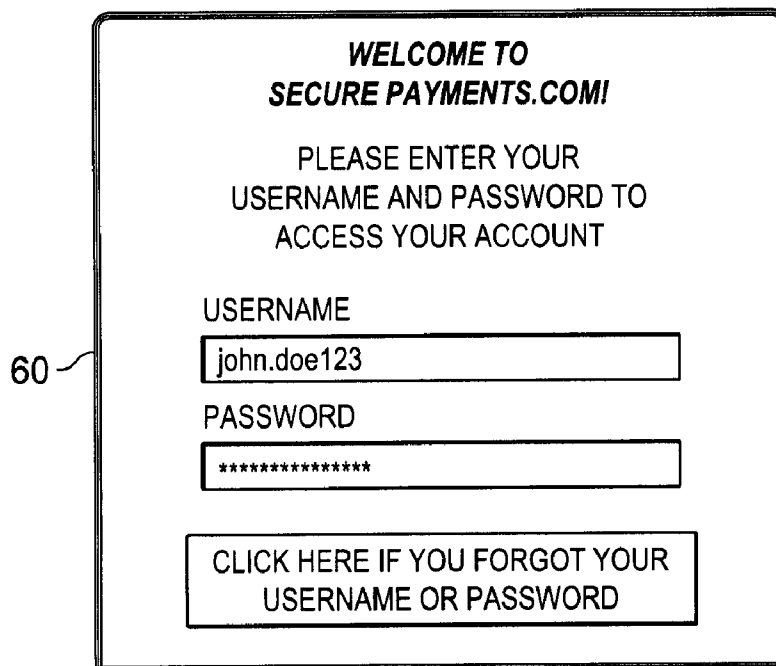 WELCOME TO
SECURE PAYMENTS.COM!
PLEASE ENTER YOUR
USERNAME AND PASSWORD TO
ACCESS YOUR ACCOUNT
USERNAME
john.doe123
60
PASSWORD
***************
CLICK HERE IF YOU FORGOT YOUR
USERNAME OR PASSWORD